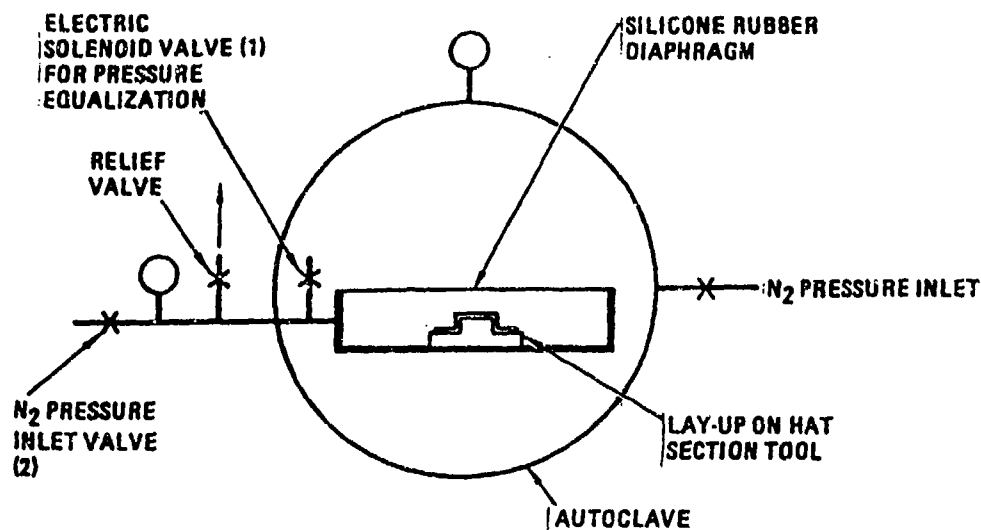 ELECTRIC
SOLENOID VALVE (1)
FOR PRESSURE
EQUALIZATION
SILICONE RUBBER
DIAPHRAGM
RELIEF
VALVE
N2 PRESSURE INLET
N2 PRESSURE
INLET VALVE
(2)
LAY-UP ON HAT
SECTION TOOL
AUTOCLAVE